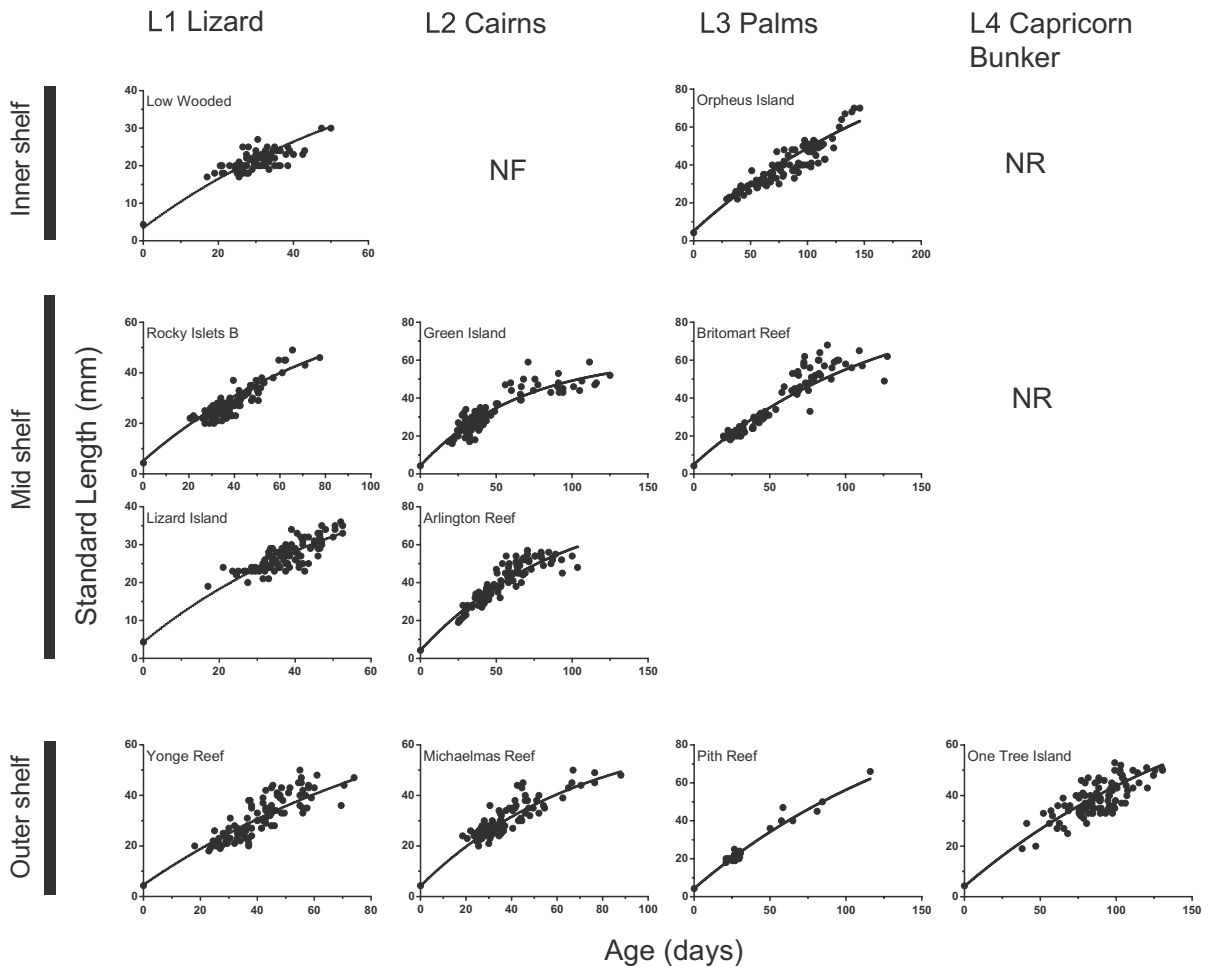 L1 Lizard
L2 Cairns
L3 Palms
L4 Capricorn
Bunker
Inner shelf
Mid shelf
Outer shelf
Standard Length (mm)
Low Wooded
40
30
20
10
0
0 20 40 60
NF
Orpheus Island
80
60
40
20
0
0 50 100 150 200
NR
Rocky Islets B
60
40
20
0
0 20 40 60 80 100
Green Island
80
60
40
20
0
0 50 100 150
Britomart Reef
80
60
40
20
0
0 50 100 150
NR
Lizard Island
40
30
20
10
0
0 20 40 60
Arlington Reef
80
60
40
20
0
0 50 100 150
Yonge Reef
60
40
20
0
0 20 40 60 80
Michaelmas Reef
60
40
20
0
0 20 40 60 80 100
Pith Reef
80
60
40
20
0
0 50 100 150
One Tree Island
60
40
20
0
0 50 100 150
Age (days)